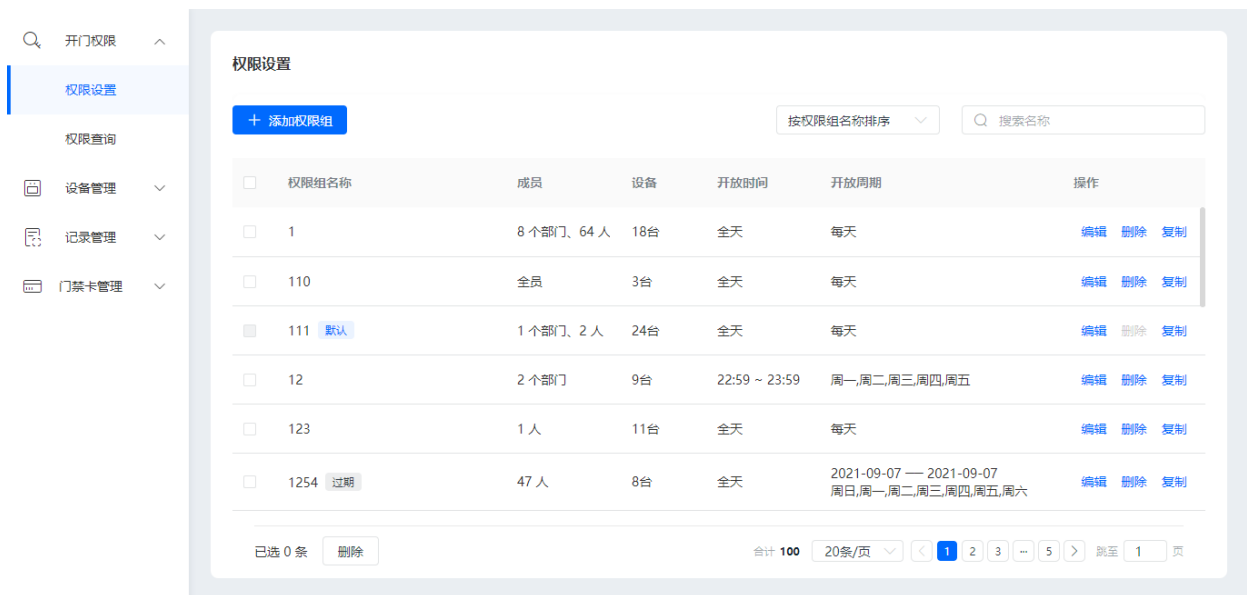 开门权限
权限设置
权限查询
设备管理
记录管理
门禁卡管理
权限设置
添加权限组 按权限组名称排序 搜索名称
权限组名称 成员 设备 开放时间 开放周期 操作
1 8 个部门、64 人 18台 全天 每天 编辑 删除 复制
110 全员 3台 全天 每天 编辑 删除 复制
111 默认 1 个部门、2 人 24台 全天 每天 编辑 删除 复制
12 2 个部门 9台 22:59 ~ 23:59 周一,周二,周三,周四,周五 编辑 删除 复制
123 1 人 11台 全天 每天 编辑 删除 复制
1254 过期 47 人 8台 全天 2021-09-07 — 2021-09-07 编辑 删除 复制
周日,周一,周二,周三,周四,周五,周六
已选 0 条 删除 合计 100 20条/页 1 2 3 ··· 5 跳至 1 页